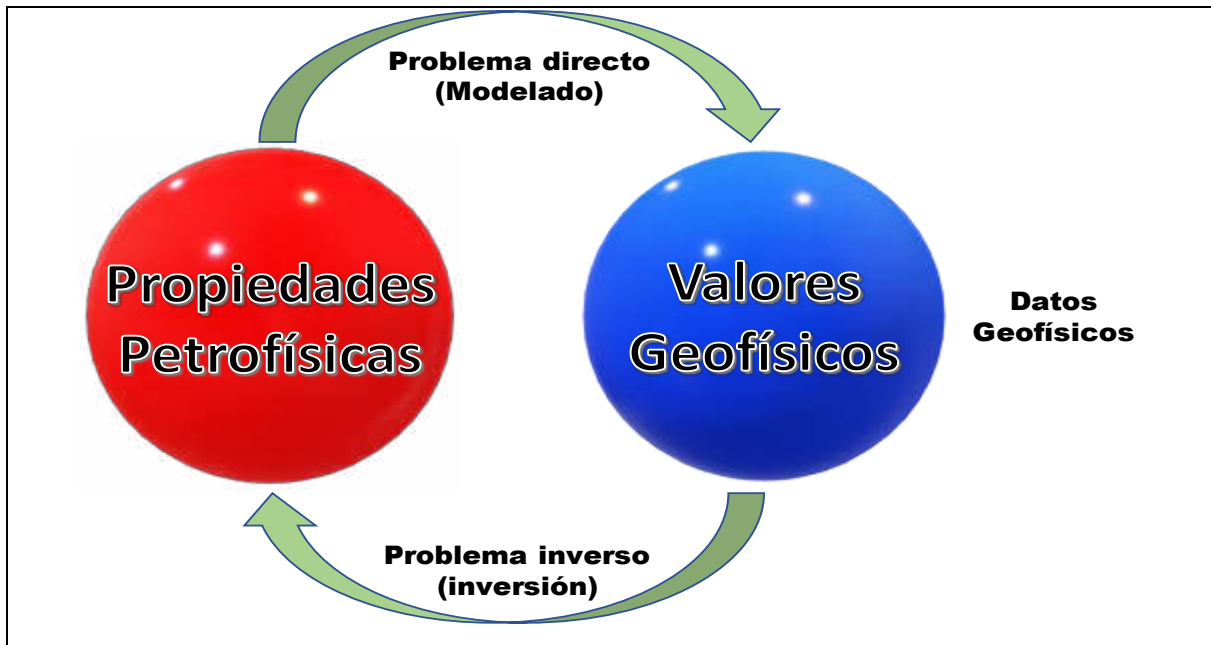 Problema directo
(Modelado)
Propiedades
Petrofísicas
Valores
Geofísicos
Datos
Geofísicos
Problema inverso
(inversión)